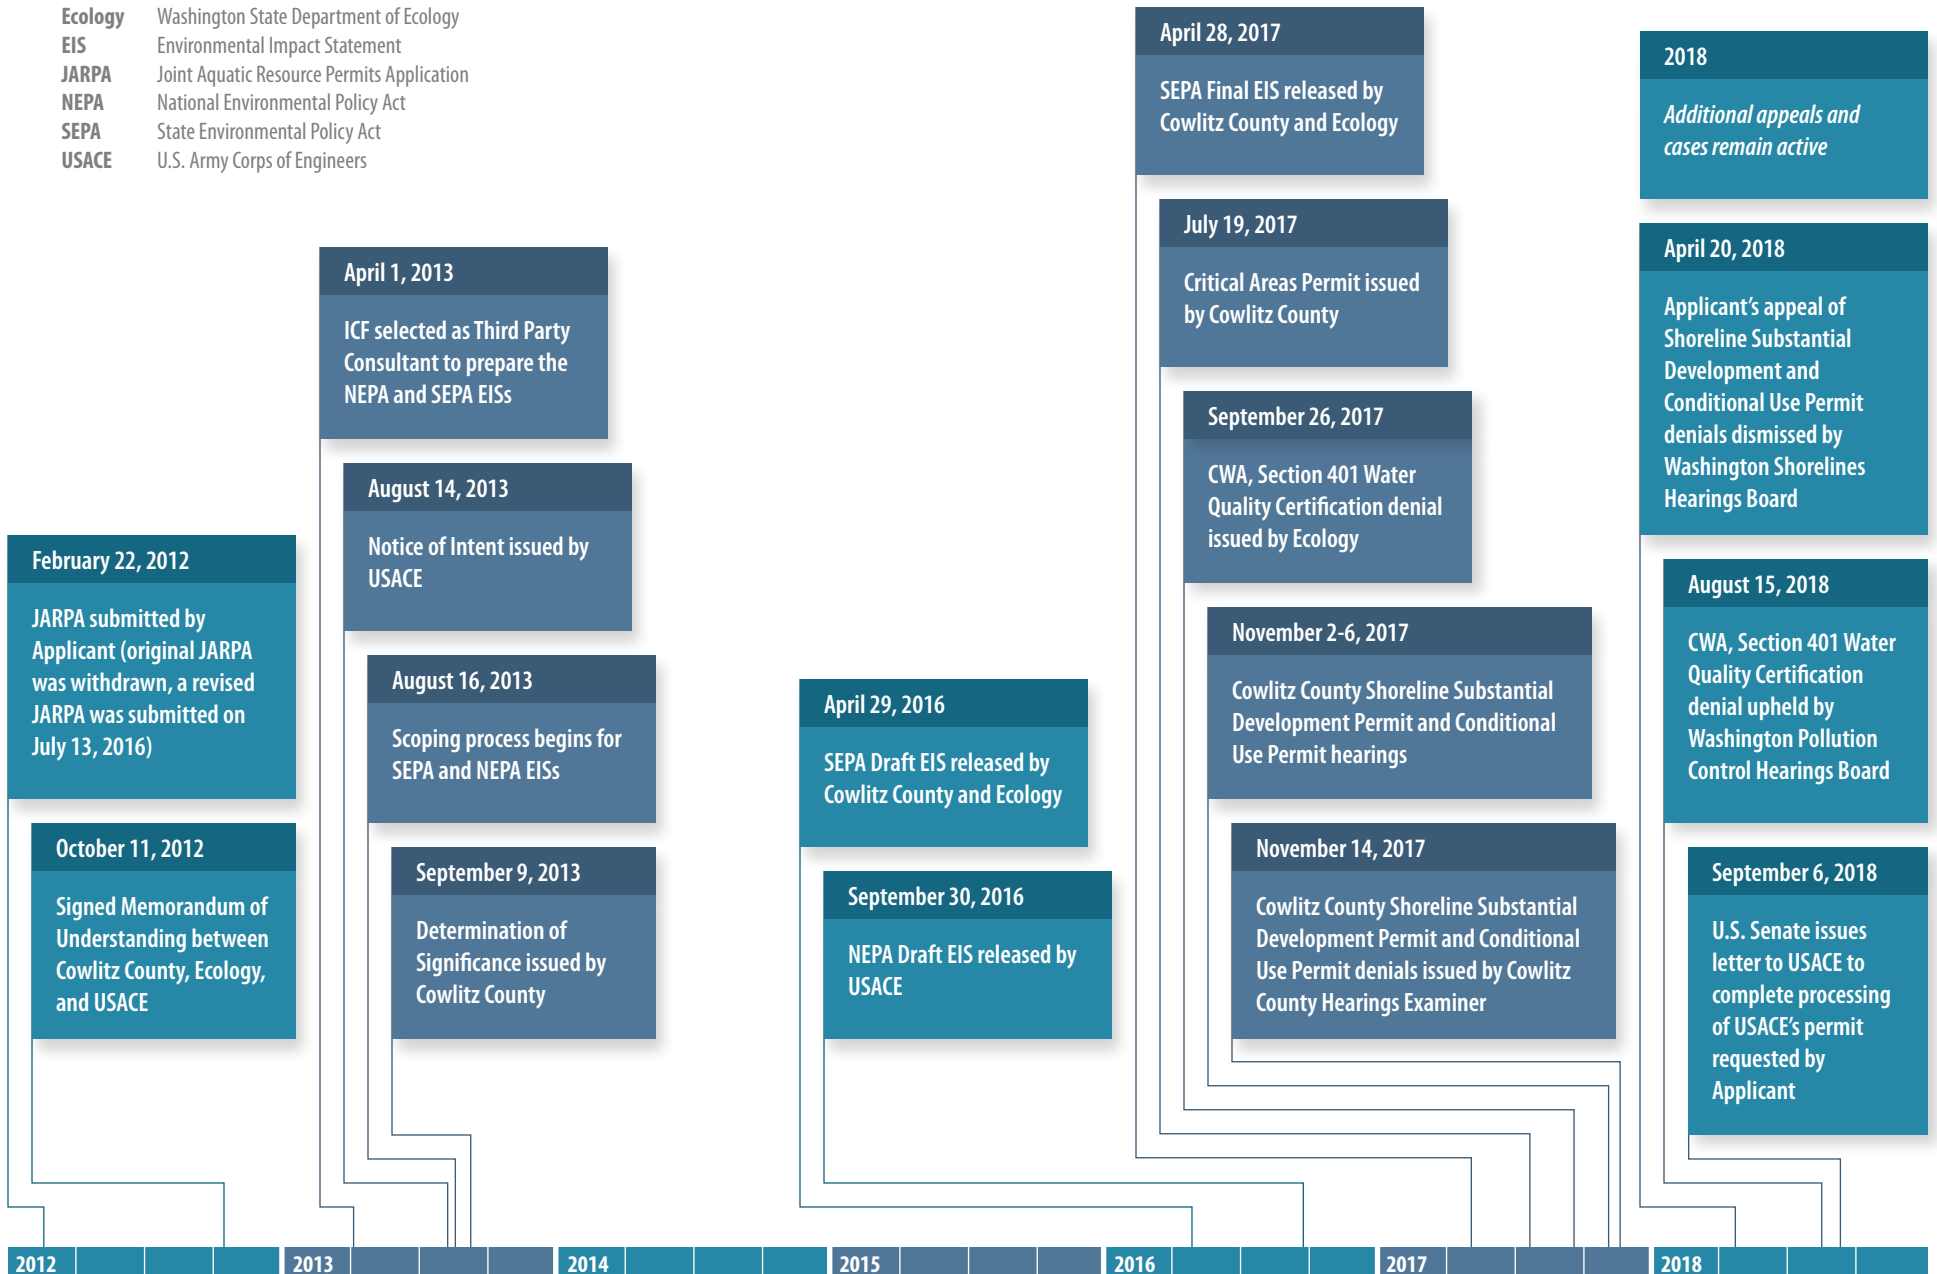 Ecology Washington State Department of Ecology
EIS Environmental Impact Statement
JARPA Joint Aquatic Resource Permits Application
NEPA National Environmental Policy Act
SEPA State Environmental Policy Act
USACE U.S. Army Corps of Engineers
February 22, 2012
JARPA submitted by
Applicant (original JARPA
was withdrawn, a revised
JARPA was submitted on
July 13, 2016)
October 11, 2012
Signed Memorandum of
Understanding between
Cowlitz County, Ecology,
and USACE
April 1, 2013
ICF selected as Third Party
Consultant to prepare the
NEPA and SEPA EISs
August 14, 2013
Notice of Intent issued by
USACE
August 16, 2013
Scoping process begins for
SEPA and NEPA EISs
September 9, 2013
Determination of
Significance issued by
Cowlitz County
April 29, 2016
SEPA Draft EIS released by
Cowlitz County and Ecology
September 30, 2016
NEPA Draft EIS released by
USACE
April 28, 2017
SEPA Final EIS released by
Cowlitz County and Ecology
July 19, 2017
Critical Areas Permit issued
by Cowlitz County
September 26, 2017
CWA, Section 401 Water
Quality Certification denial
issued by Ecology
November 2-6, 2017
Cowlitz County Shoreline Substantial
Development Permit and Conditional
Use Permit hearings
November 14, 2017
Cowlitz County Shoreline Substantial
Development Permit and Conditional
Use Permit denials issued by Cowlitz
County Hearings Examiner
2018
Additional appeals and
cases remain active
April 20, 2018
Applicant’s appeal of
Shoreline Substantial
Development and
Conditional Use Permit
denials dismissed by
Washington Shorelines
Hearings Board
August 15, 2018
CWA, Section 401 Water
Quality Certification
denial upheld by
Washington Pollution
Control Hearings Board
September 6, 2018
U.S. Senate issues
letter to USACE to
complete processing
of USACE’s permit
requested by
Applicant
2012 2013 2014 2015 2016 2017 2018